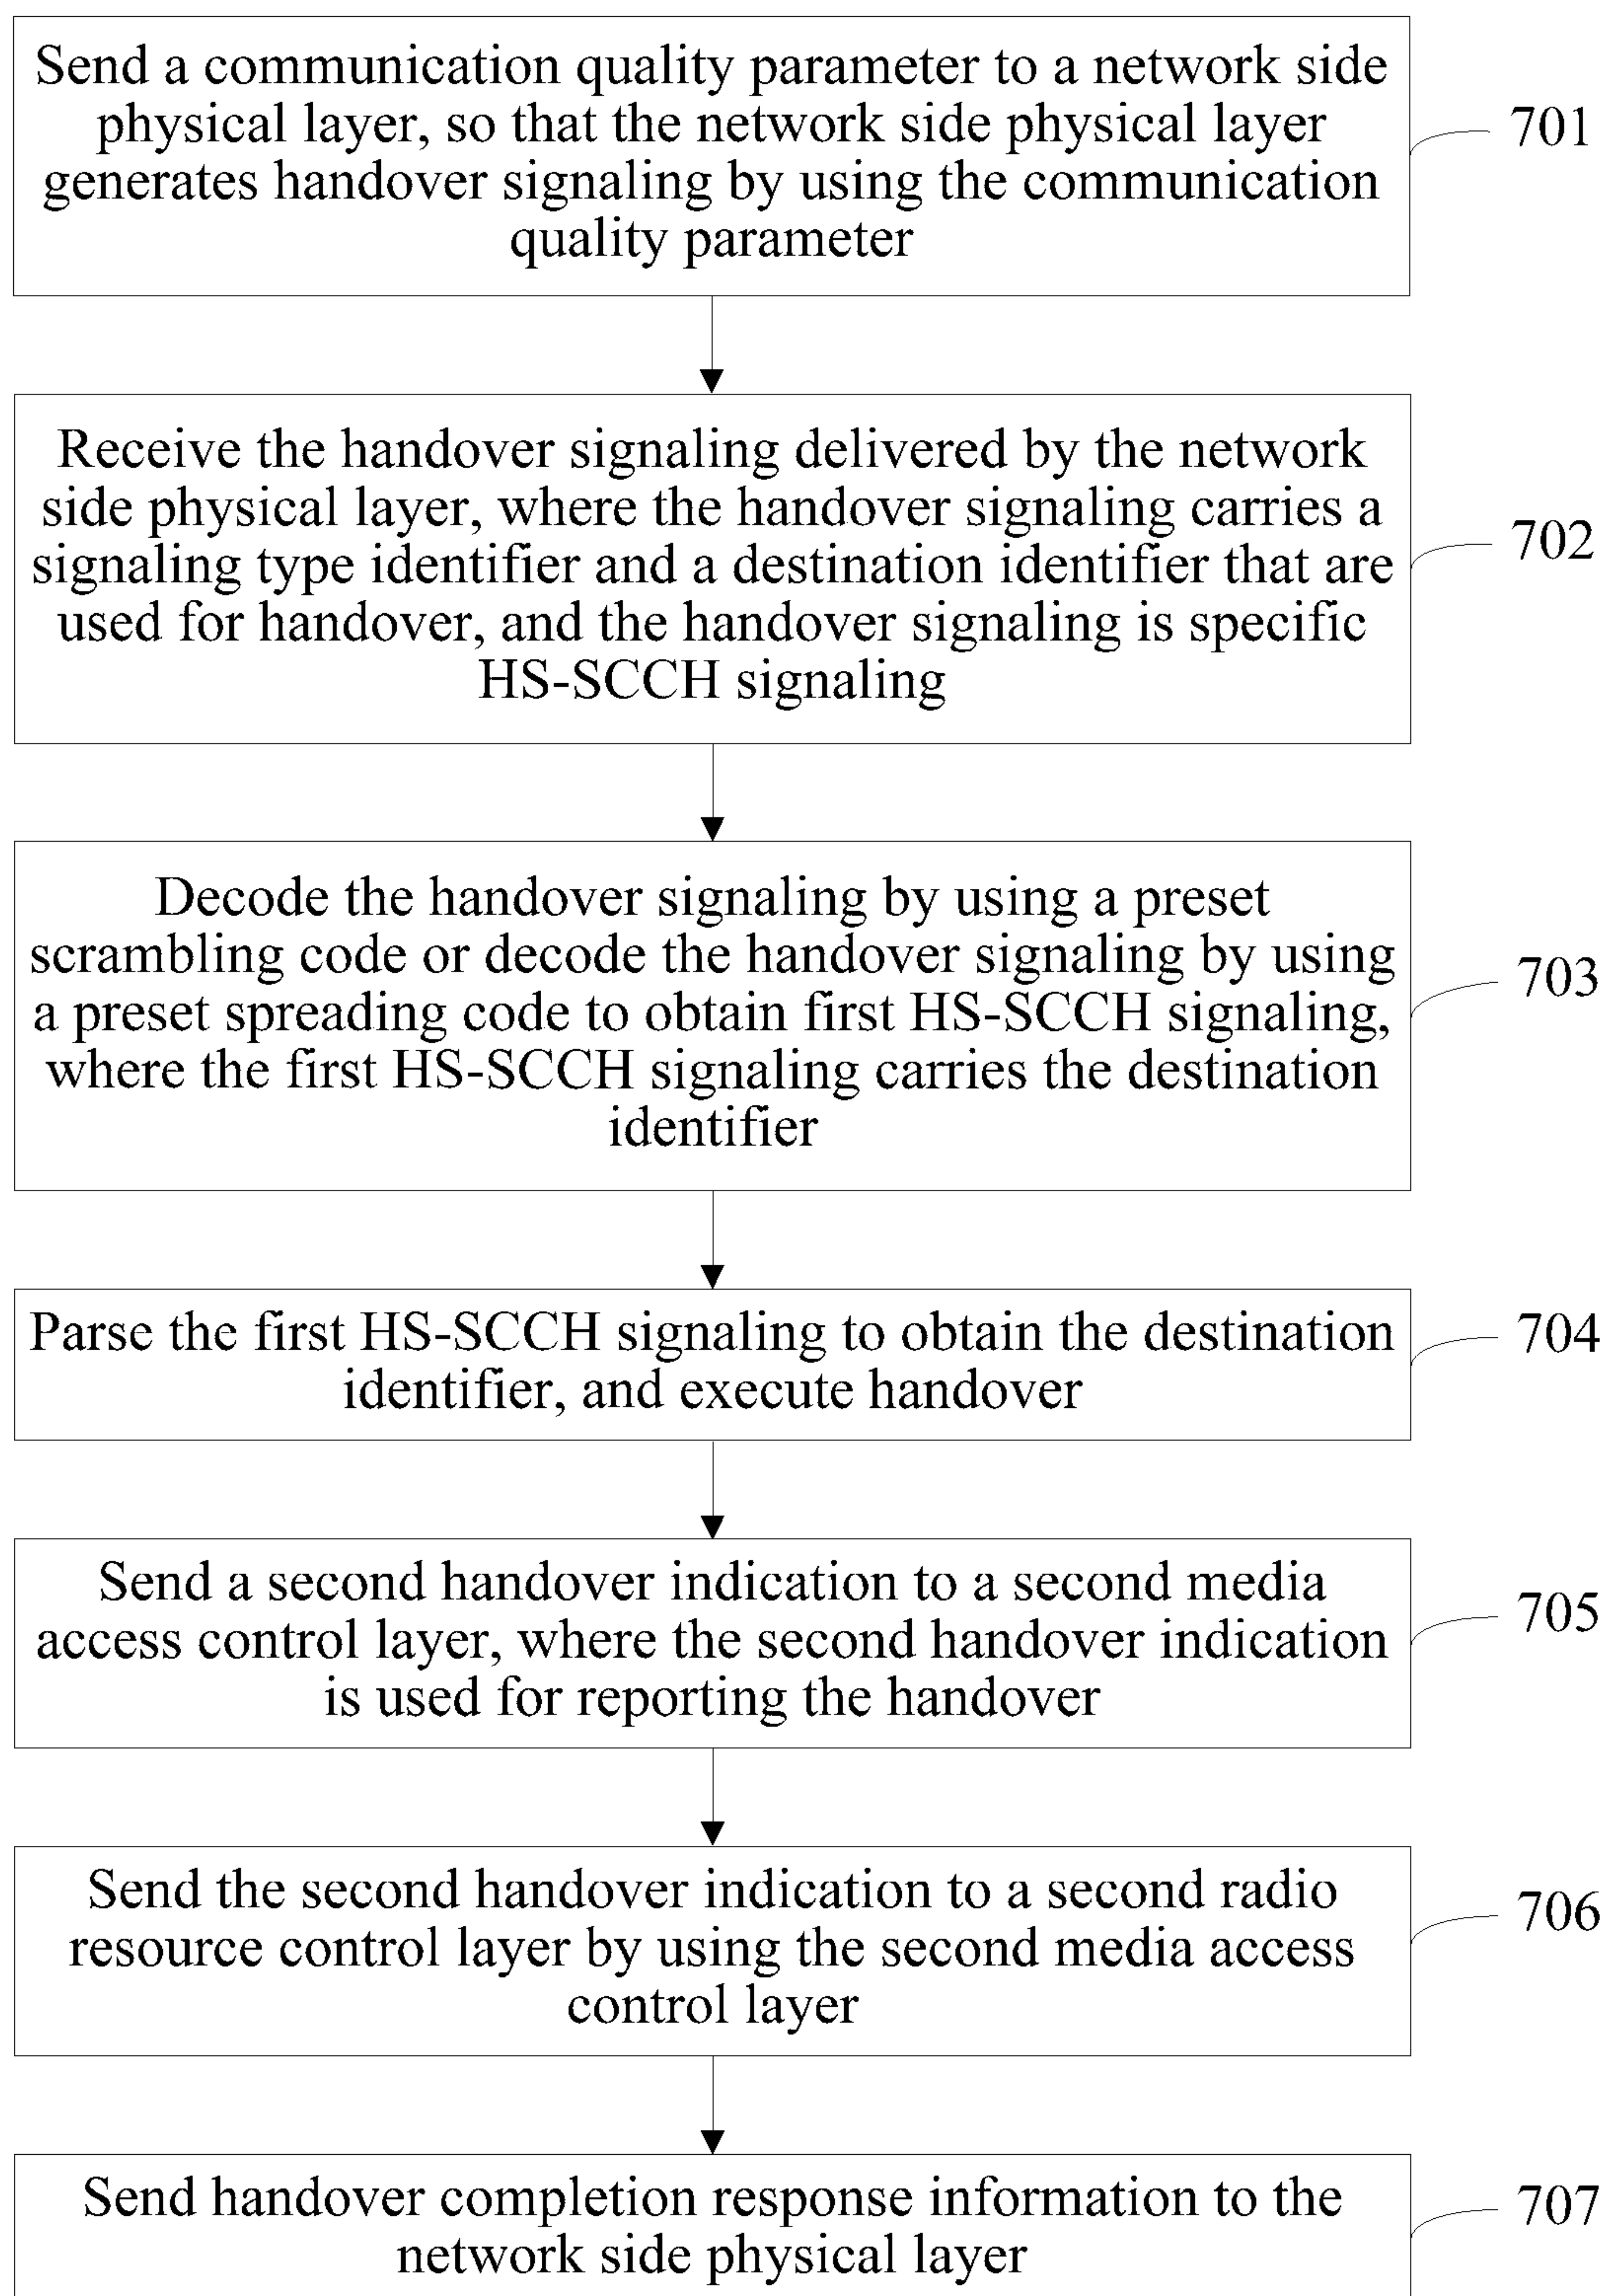 Send a communication quality parameter to a network side
physical layer, so that the network side physical layer
generates handover signaling by using the communication
quality parameter
701
Receive the handover signaling delivered by the network
side physical layer, where the handover signaling carries a
signaling type identifier and a destination identifier that are
used for handover, and the handover signaling is specific
HS-SCCH signaling
702
Decode the handover signaling by using a preset
scrambling code or decode the handover signaling by using
a preset spreading code to obtain first HS-SCCH signaling,
where the first HS-SCCH signaling carries the destination
identifier
703
Parse the first HS-SCCH signaling to obtain the destination
identifier, and execute handover
704
Send a second handover indication to a second media
access control layer, where the second handover indication
is used for reporting the handover
705
Send the second handover indication to a second radio
resource control layer by using the second media access
control layer
706
Send handover completion response information to the
network side physical layer
707